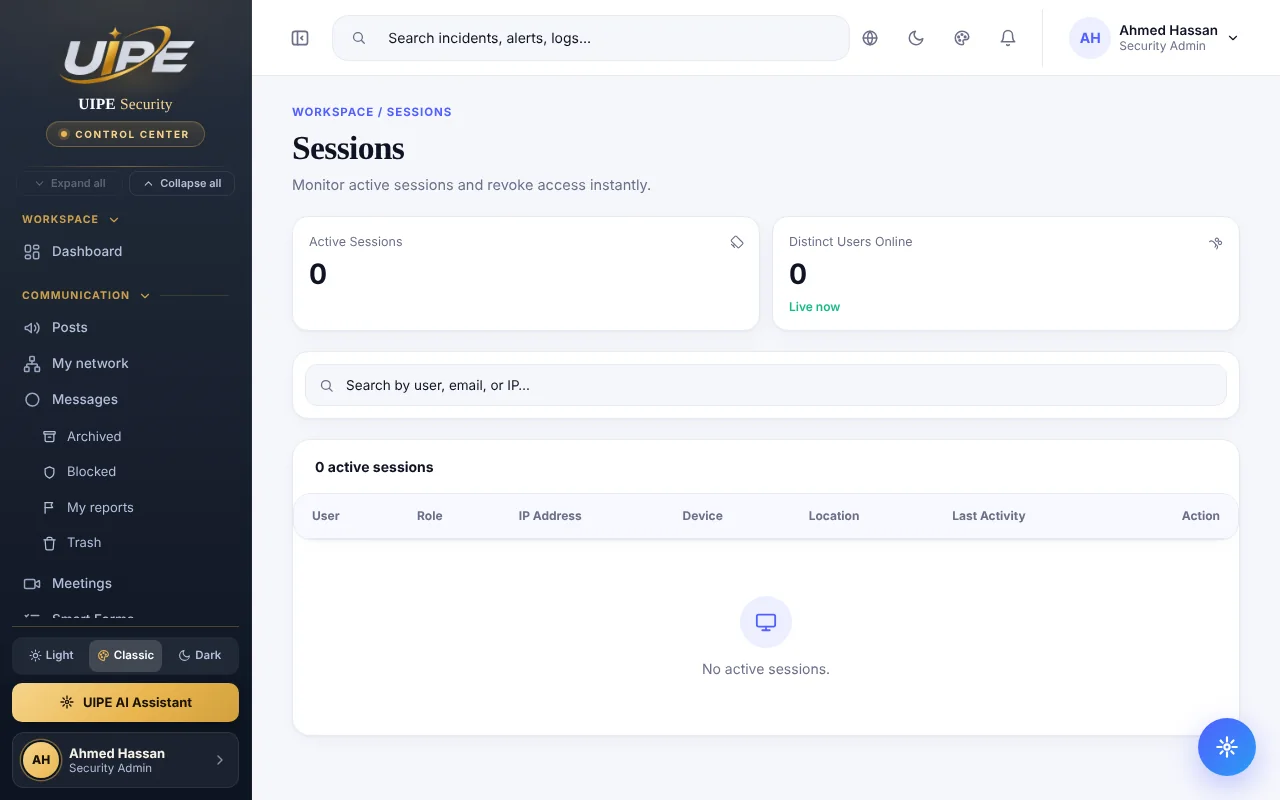 UIPE
UIPE Security
CONTROL CENTER
Expand all
Collapse all
WORKSPACE
Dashboard
COMMUNICATION
Posts
My network
Messages
Archived
Blocked
My reports
Trash
Meetings
Smart Forms
Light
Classic
Dark
UIPE AI Assistant
AH
Ahmed Hassan
Security Admin
Search incidents, alerts, logs...
AH
Ahmed Hassan
Security Admin
WORKSPACE / SESSIONS
Sessions
Monitor active sessions and revoke access instantly.
Active Sessions
0
Distinct Users Online
0
Live now
Search by user, email, or IP...
0 active sessions
User Role IP Address Device Location Last Activity Action
No active sessions.